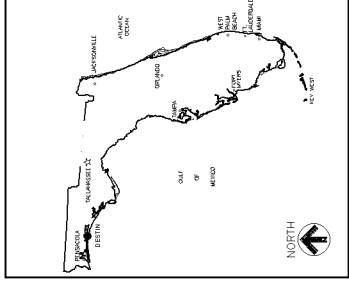 JACKSONVILLE
ATLANTIC
OCEAN
ORLANDO
WEST
PALM
BEACH
FT.
LAUDERDALE
MIAMI
TAMPA
FORT
MYERS
KEY WEST
GULF
OF
MEXICO
TALLAHASSEE
PENSACOLA
DESTIN
NORTH